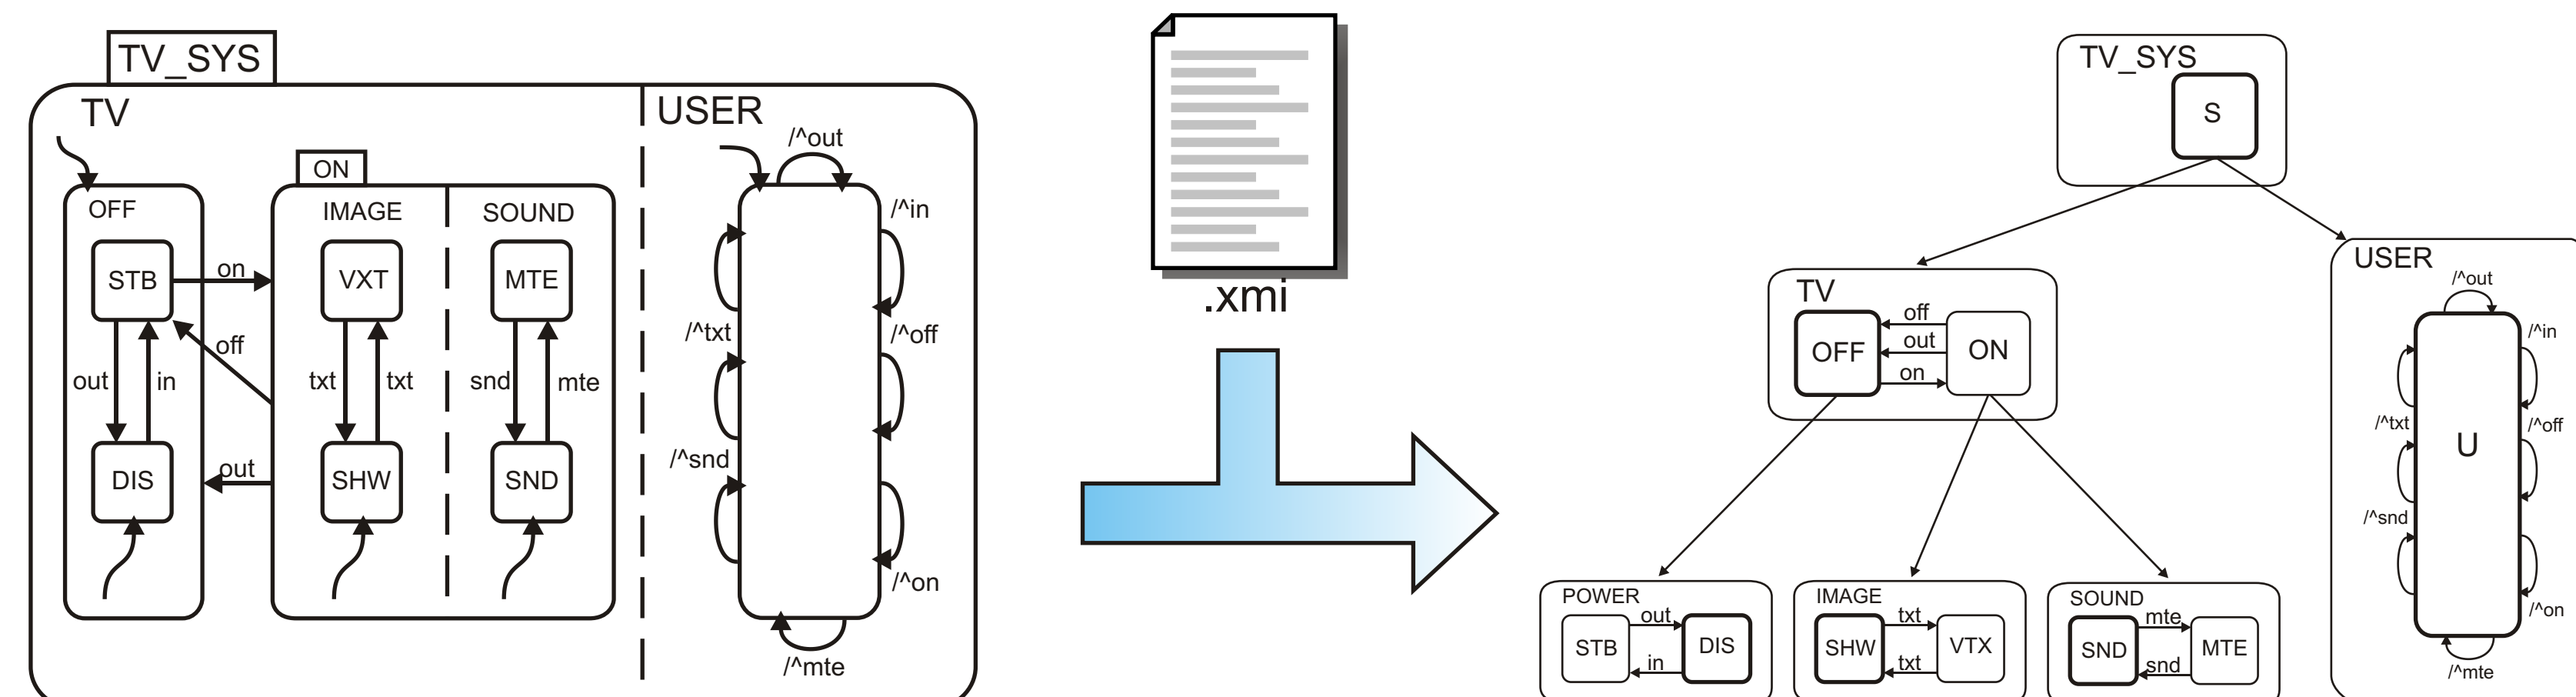 TV_SYS
TV
USER
/^out
ON
OFF
IMAGE
SOUND
/^in
STB
on
VXT
MTE
/^txt
/^off
off
out
in
txt
txt
snd
mte
/^snd
DIS
out
SHW
SND
/^on
/^mte
.xmi
TV_SYS
S
TV
OFF
off
out
on
ON
USER
/^out
/^in
/^txt
/^off
U
/^snd
/^on
/^mte
POWER
STB
out
in
DIS
IMAGE
SHW
txt
txt
VTX
SOUND
SND
mte
snd
MTE